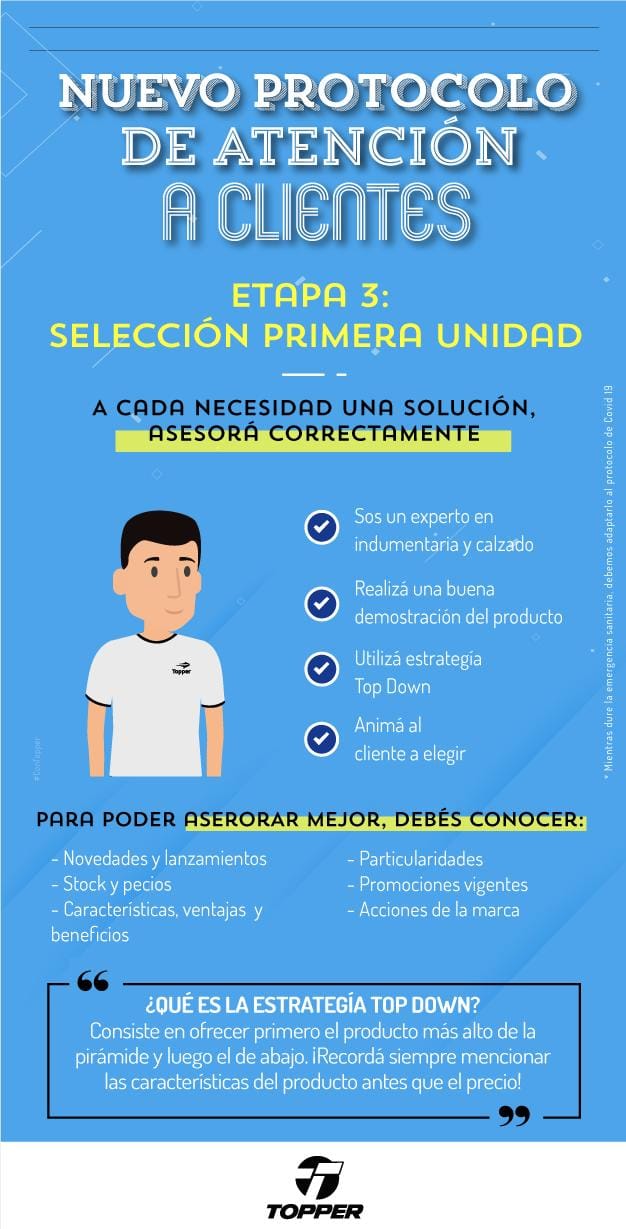 NUEVO PROTOCOLO
DE ATENCIÓN
A CLIENTES
ETAPA 3:
SELECCIÓN PRIMERA UNIDAD
A CADA NECESIDAD UNA SOLUCIÓN,
ASESORÁ CORRECTAMENTE
Sos un experto en
indumentaria y calzado
Realizá una buena
demostración del producto
Utilizá estrategía
Top Down
Animá al
cliente a elegir
Topper
#ConTopper
* Mientras dure la emergencia sanitaria, debemos adaptarlo al protocolo de Covid 19
PARA PODER ASERORAR MEJOR, DEBÉS CONOCER:
- Novedades y lanzamientos
- Stock y pecios
- Características, ventajas y
beneficios
- Particularidades
- Promociones vigentes
- Acciones de la marca
“
¿QUÉ ES LA ESTRATEGÍA TOP DOWN?
Consiste en ofrecer primero el producto más alto de la
pirámide y luego el de abajo. ¡Recordá siempre mencionar
las características del producto antes que el precio!
”
TOPPER